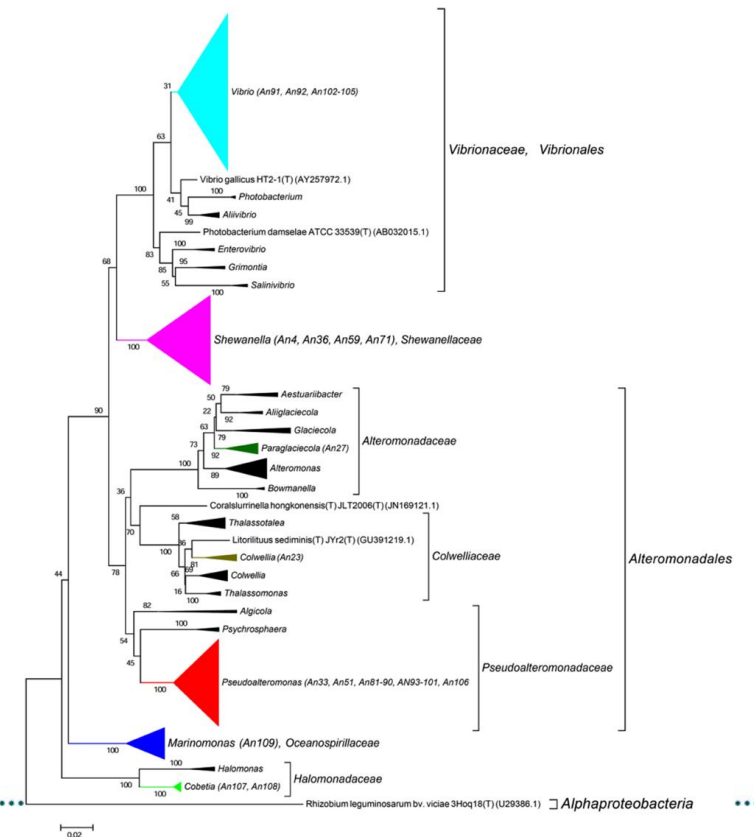 31
Vibrio (An91, An92, An102-105)
63
Vibrionaceae, Vibrionales
Vibrio gallicus HT2-1(T) (AY257972.1)
100
100
Photobacterium
41
45
Aliivibrio
99
Photobacterium damselae ATCC 33539(T) (AB032015.1)
100
Enterovibrio
83
95
Grimontia
85
68
55
Salinivibrio
100
Shewanella (An4, An36, An59, An71), Shewanellaceae
100
79
Aestuariibacter
50
22
Aliiglaciecola
92
90
63
Glaciecola
79
Alteromonadaceae
73
Paraglaciecola (An27)
92
100
Alteromonas
89
Bowmanella
100
36
Coralslurrinella hongkonensis(T) JLT2006(T) (JN169121.1)
58
Thalassotalea
70
Litorilituus sediminis(T) JYr2(T) (GU391219.1)
36
100
Colwelliaceae
Colwellia (An23)
81
Alteromonadales
69
66
Colwellia
44
78
16
Thalassomonas
100
82
Algicola
100
Psychrosphaera
54
45
Pseudoalteromonadaceae
Pseudoalteromonas (An33, An51, An81-90, AN93-101, An106
100
Marinomonas (An109), Oceanospirillaceae
100
100
Halomonas
Halomonadaceae
100
Cobetia (An107, An108)
100
Rhizobium leguminosarum bv. viciae 3Hoq18(T) (U29386.1)
Alphaproteobacteria
0.02